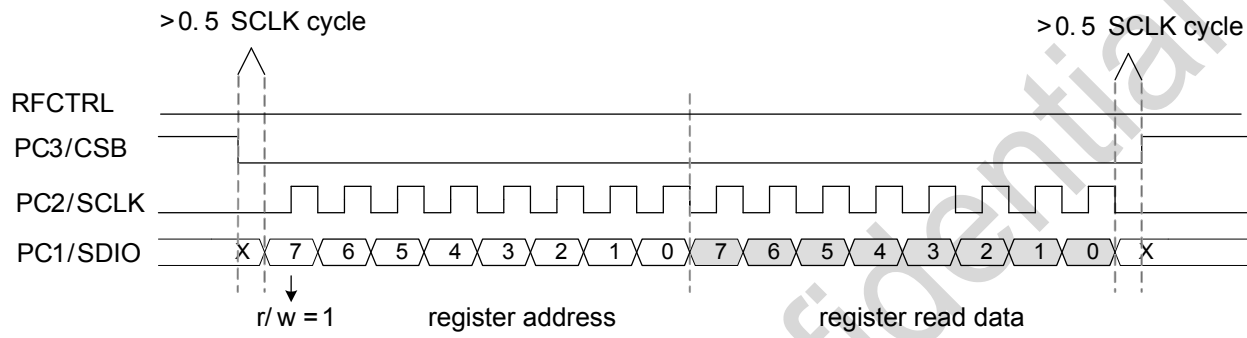 >0.5 SCLK cycle >0.5 SCLK cycle
RFCTRL
PC3/CSB
PC2/SCLK
PC1/SDIO X 7 6 5 4 3 2 1 0 7 6 5 4 3 2 1 0 X
r/w=1 register address register read data